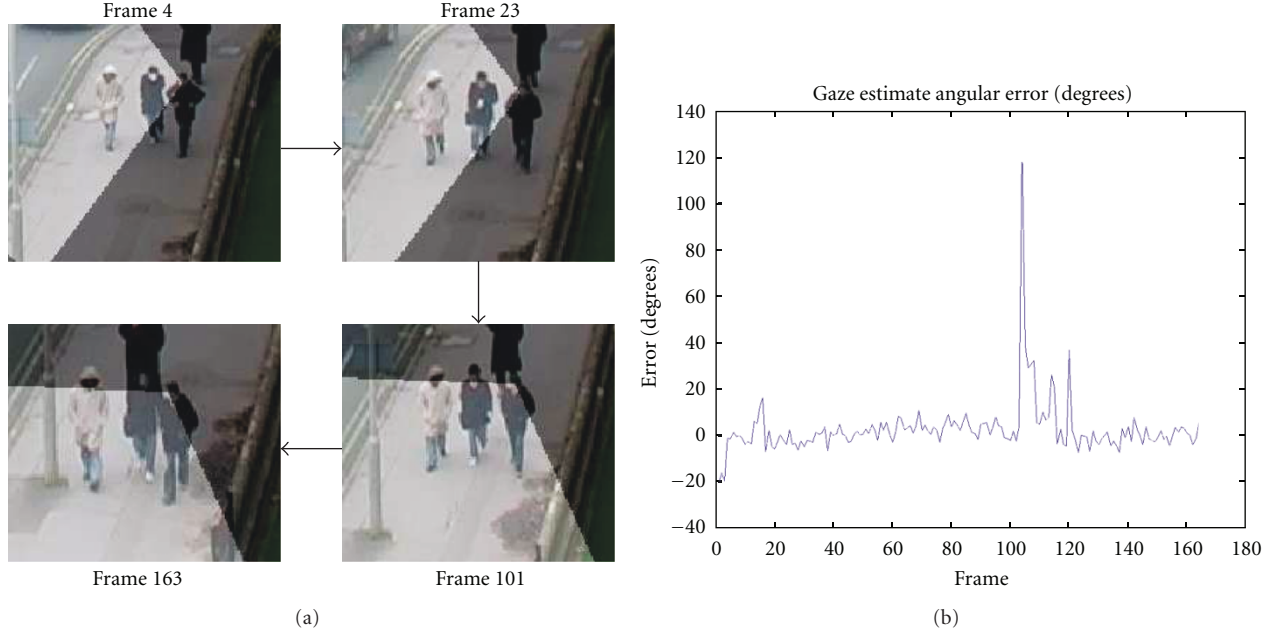 Frame 4
Frame 23
Frame 163
Frame 101
(a)
Gaze estimate angular error (degrees)
140
120
100
80
60
40
20
0
−20
−40
Error (degrees)
0 20 40 60 80 100 120 140 160 180
Frame
(b)